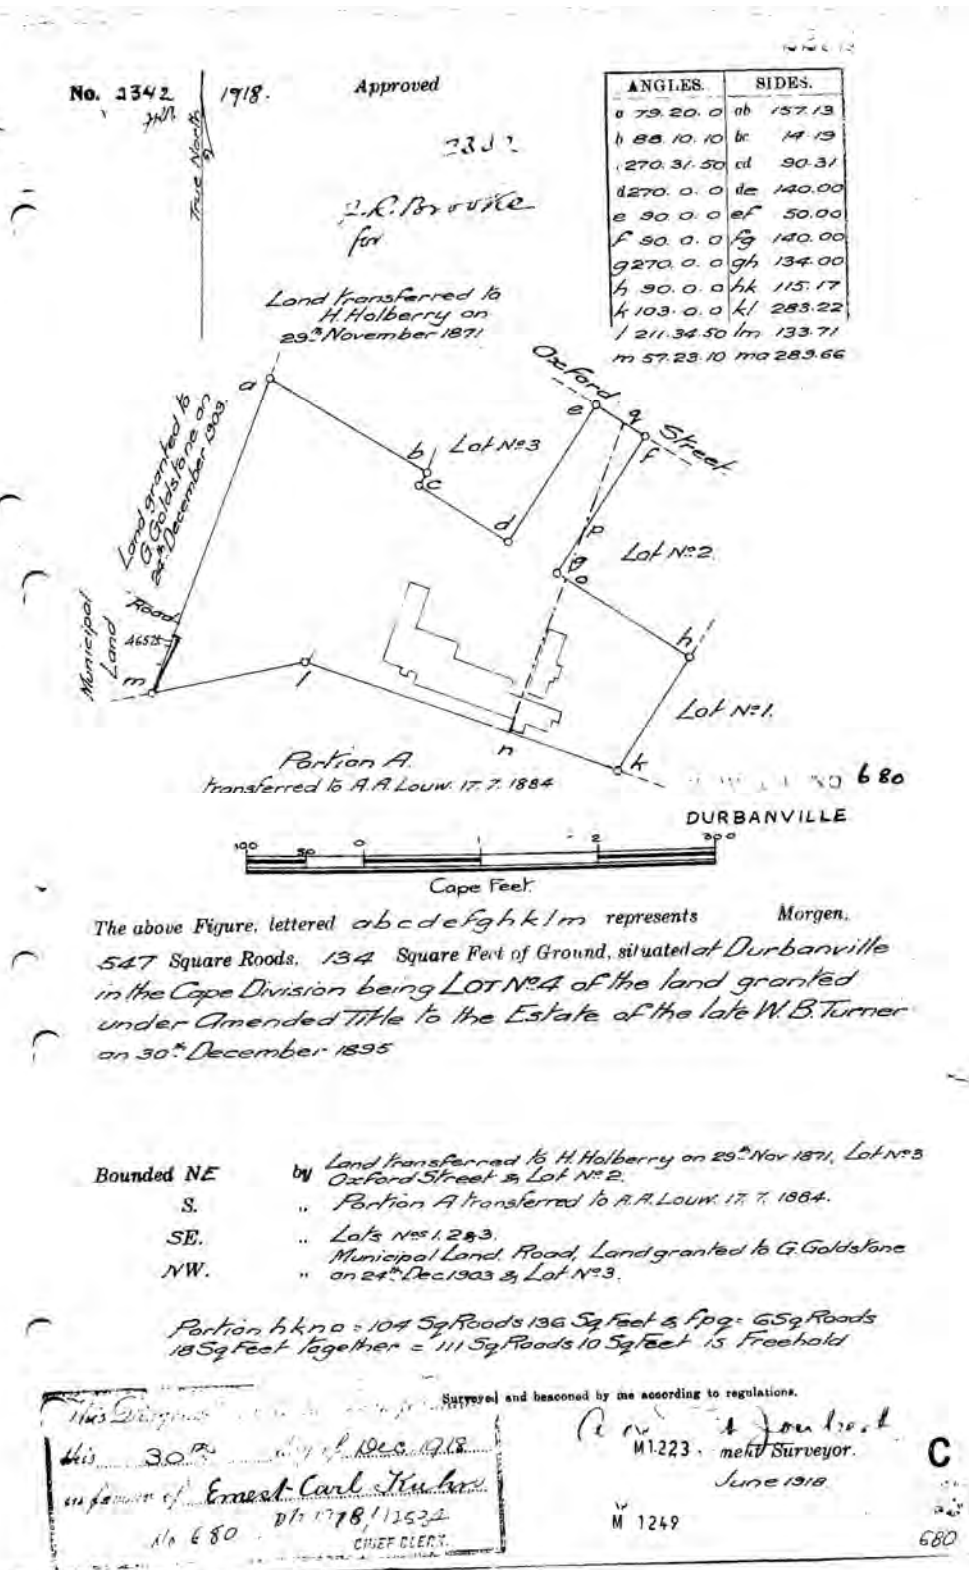 No. 2342 1918.
Approved
2342
for
True North
ANGLES. SIDES.
a 79.20.0 ab 157.13
b 88.10.10 bc 14.19
270.31.50 cd 90.31
d 270.0.0 de 140.00
e 90.0.0 ef 50.00
f 90.0.0 fg 140.00
g 270.0.0 gh 134.00
h 90.0.0 hk 115.17
k 103.0.0 kl 283.22
l 211.34.50 lm 133.71
m 57.23.10 ma 289.66
Land transferred to
H. Holberry on
29th November 1871
Oxford Street
a
e
q
f
b
Lot No 3
c
d
p
Lot No 2.
g
o
h
Land granted to
G. Goldstone on
24th December 1903.
Road.
Municipal
Land
m
l
Lot No 1.
n
k
Portion A.
transferred to A.A. Louw. 17.7.1884
680
DURBANVILLE
100 50 0 1 2 300
Cape Feet.
The above Figure, lettered a b c d e f g h k l m represents Morgen,
547 Square Roods, 134 Square Feet of Ground, situated at Durbanville
in the Cape Division being LOT No 4 of the land granted
under Amended Title to the Estate of the late W.B. Turner
on 30th December 1895
Bounded NE by Land transferred to H. Holberry on 29th Nov 1871, Lot No 3
Oxford Street & Lot No 2.
S. „ Portion A transferred to A.A. Louw. 17.7.1884.
SE. „ Lots Nos 1.2&3.
NW. „ Municipal Land, Road, Land granted to G. Goldstone
on 24th Dec. 1903 & Lot No 3.
Portion h k n o = 104 Sq Roods 136 Sq Feet & f p q = 6 Sq Roods
18 Sq Feet together = 111 Sq Roods 10 Sq Feet is Freehold
Surveyed and beaconed by me according to regulations.
This
this 30th day of Dec 1918
in favour of Ernest Carl Kuhn
No 680
CHIEF CLERK.
M1.223. ment Surveyor.
June 1918.
M 1249
C
680